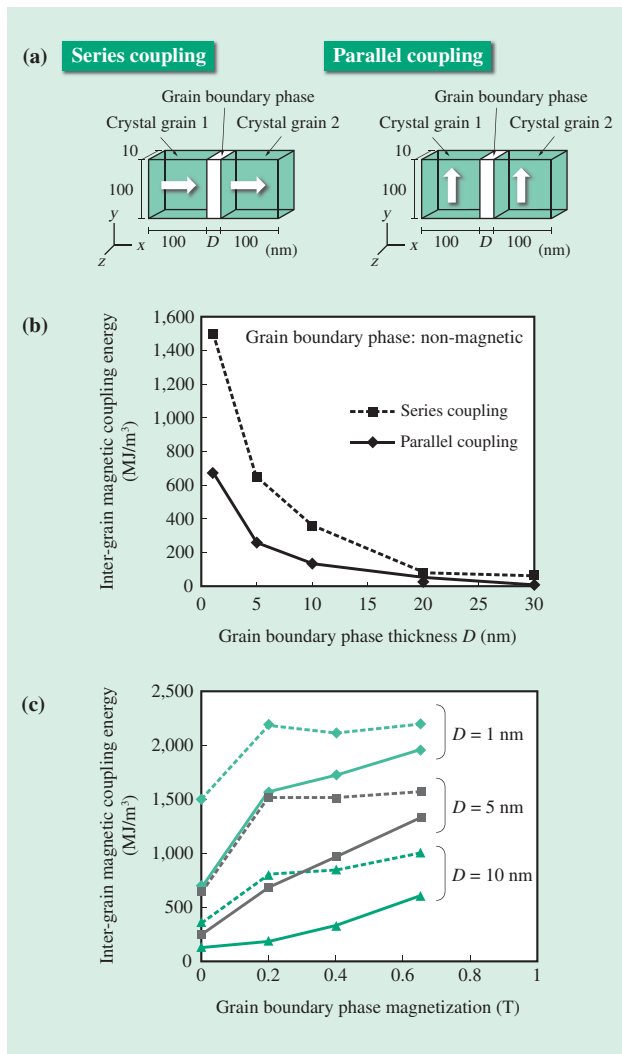 (a) Series coupling Parallel coupling
Grain boundary phase Grain boundary phase
Crystal grain 1 Crystal grain 2 Crystal grain 1 Crystal grain 2
10 10
100 100
y y
x 100 D 100 (nm) x 100 D 100 (nm)
z z
(b)
Inter-grain magnetic coupling energy
(MJ/m³)
1,600
1,400
1,200
1,000
800
600
400
200
0
Grain boundary phase: non-magnetic
Series coupling
Parallel coupling
0 5 10 15 20 25 30
Grain boundary phase thickness D (nm)
(c)
Inter-grain magnetic coupling energy
(MJ/m³)
2,500
2,000
1,500
1,000
500
0
D = 1 nm
D = 5 nm
D = 10 nm
0 0.2 0.4 0.6 0.8 1
Grain boundary phase magnetization (T)